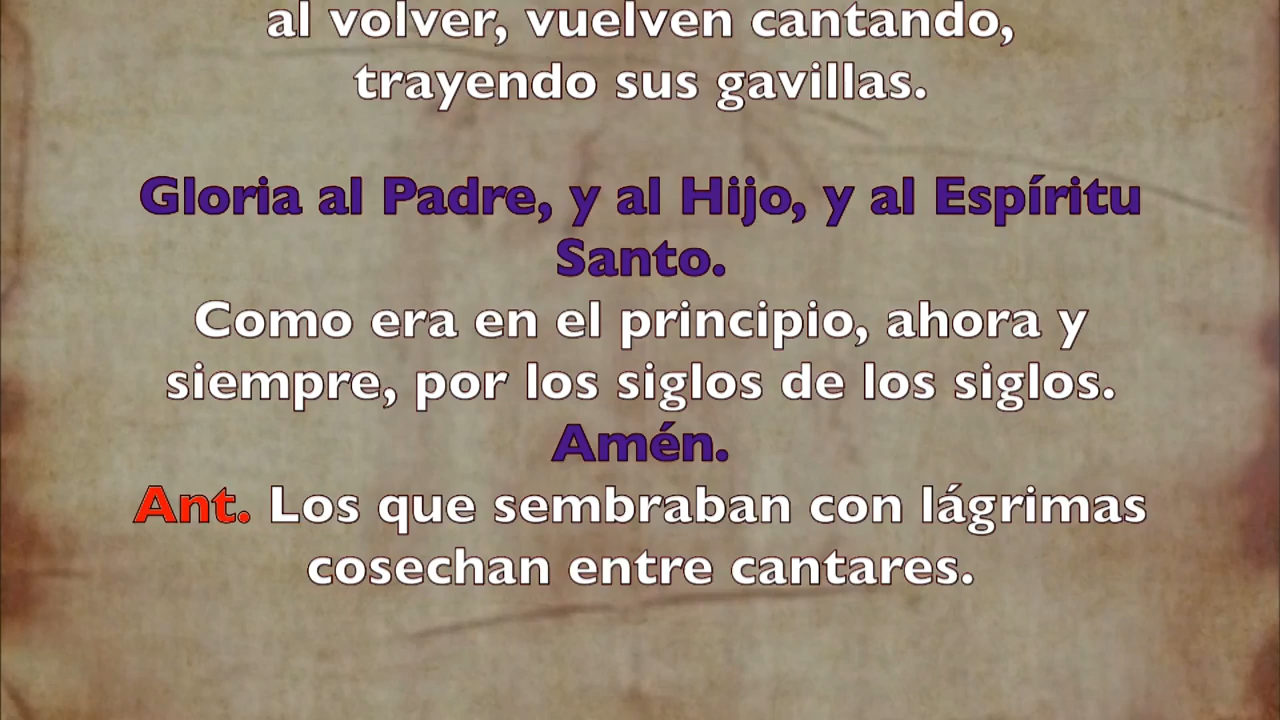 al volver, vuelven cantando,
trayendo sus gavillas.
Gloria al Padre, y al Hijo, y al Espíritu
Santo.
Como era en el principio, ahora y
siempre, por los siglos de los siglos.
Amén.
Ant. Los que sembraban con lágrimas
cosechan entre cantares.